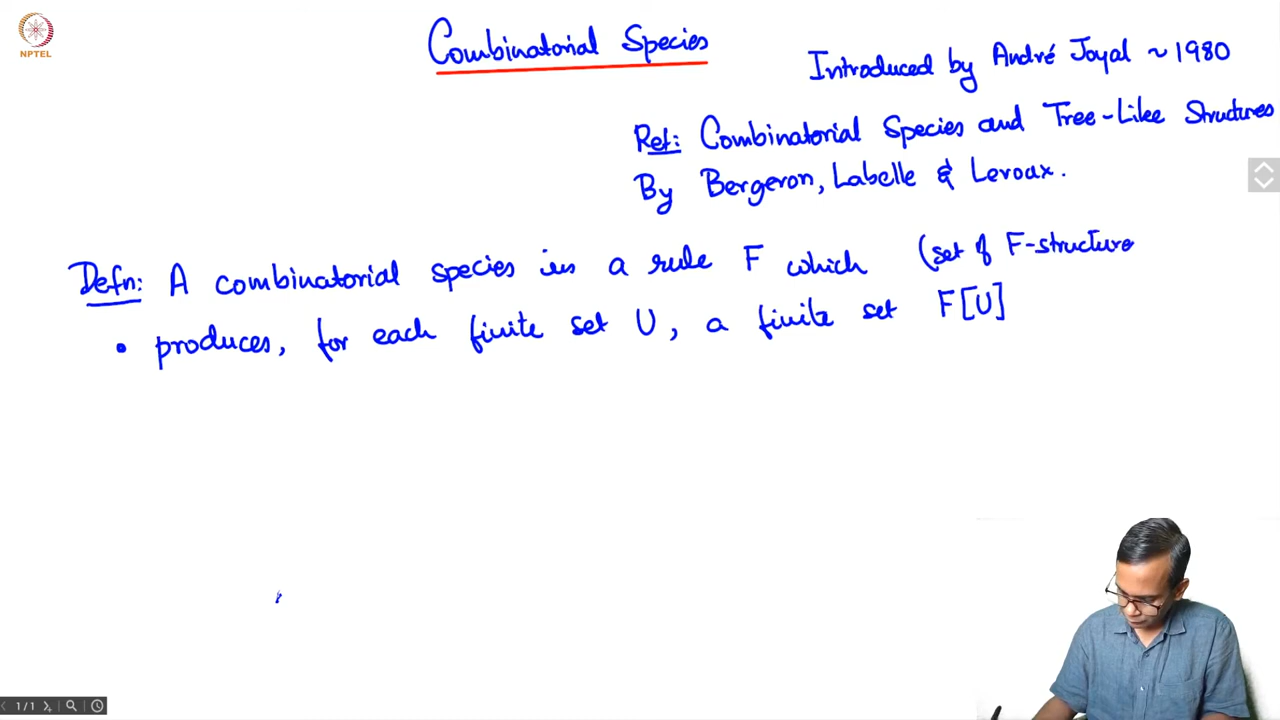 NPTEL
Combinatorial Species
Introduced by André Joyal ~ 1980
Ref: Combinatorial Species and Tree-Like Structures
By Bergeron, Labelle & Leroux.
Defn: A combinatorial species is a rule F which (set of F-structure
• produces, for each finite set U, a finite set F[U]
1/1